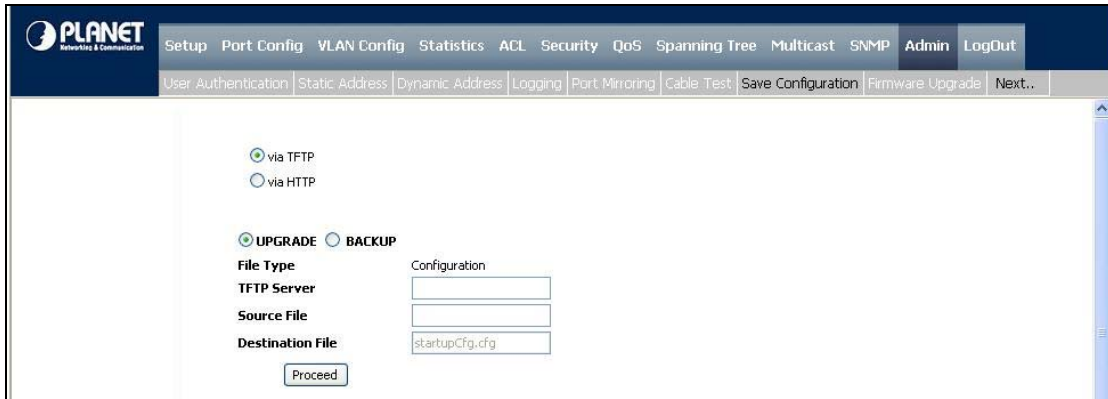 PLANET
Networking & Communication
Setup Port Config VLAN Config Statistics ACL Security QoS Spanning Tree Multicast SNMP Admin LogOut
User Authentication Static Address Dynamic Address Logging Port Mirroring Cable Test Save Configuration Firmware Upgrade Next..
via TFTP
via HTTP
UPGRADE BACKUP
File Type Configuration
TFTP Server
Source File
Destination File startupCfg.cfg
Proceed